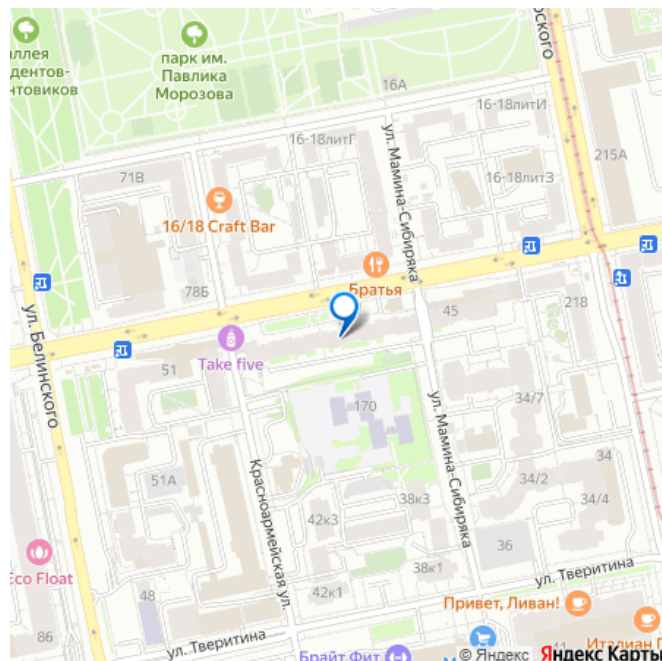 аллея
дентов-
нтовиков
парк им.
Павлика
Морозова
рского
16А
16-18литИ
16-18литГ
ул. Мамина-Сибиряка
215А
71В
16-18литЗ
16/18 Craft Bar
78Б
Братья
45
218
ул. Белинского
Take five
51
170
34/7
ул. Мамина-Сибиряка
51А
Красноармейская ул.
38к3
34/2
34
42к3
34/4
36
Eco Float
38к1
ул. Тверитина
48
42к1
Привет, Ливан!
86
ул. Тверитина
Италиан
Брайт Фит
41
© Яндекс Яндекс Карты